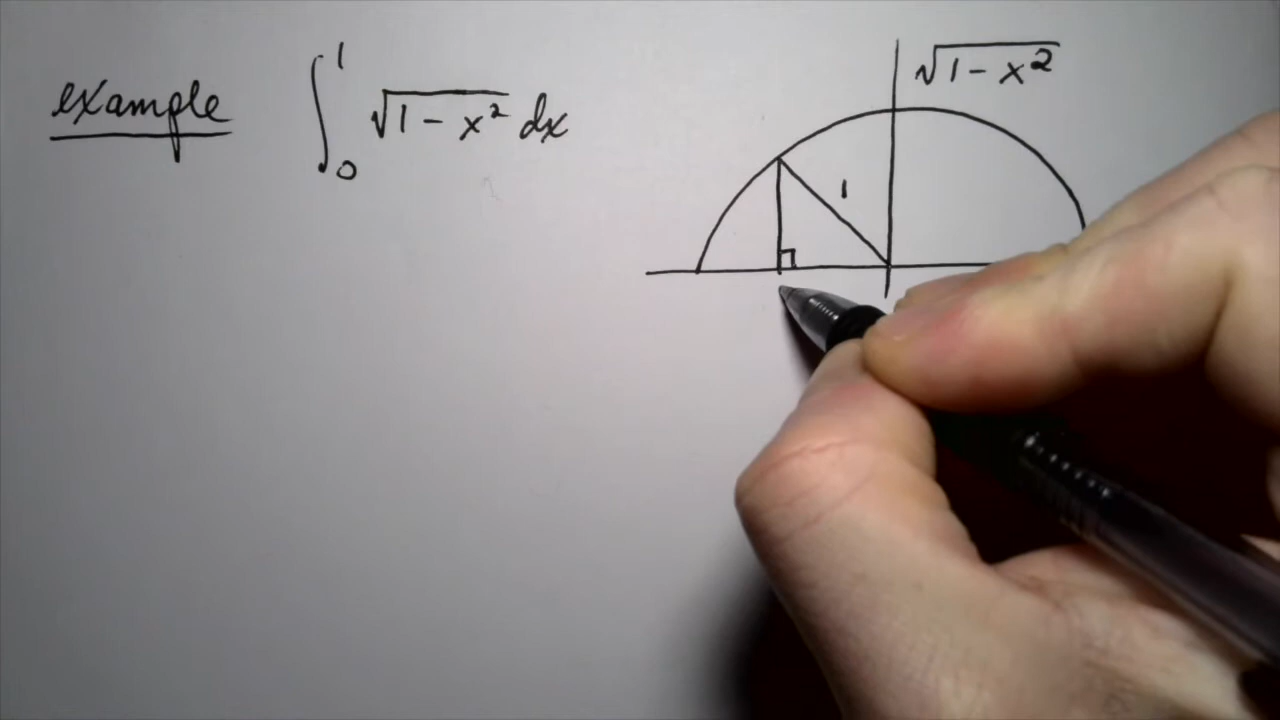 example ∫₀¹ √(1 - x²) dx
√(1 - x²)
1